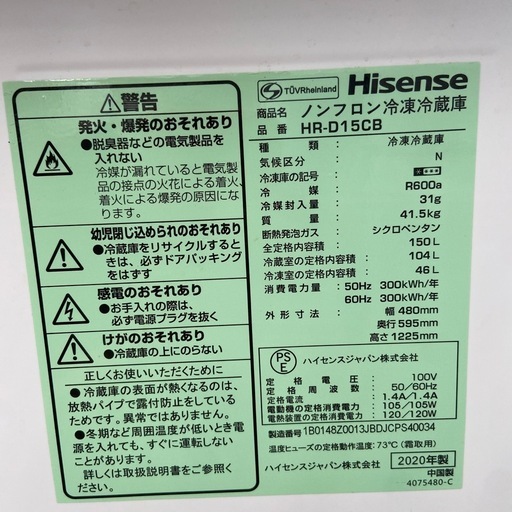 ⚠警告
発火・爆発のおそれあり
●脱臭器などの電気製品を
入れない
冷媒が漏れていると電気製
品の接点の火花による着火、
着火による爆発の原因にな
ります。
幼児閉じ込められのおそれあり
●冷蔵庫をリサイクルすると
きは、必ずドアパッキング
をはずす
感電のおそれあり
●お手入れの際は、
必ず電源プラグを抜く
けがのおそれあり
●冷蔵庫の上にのらない
正しくお使いいただくために
●冷蔵庫の表面が熱くなるのは、
放熱パイプで露付防止をしている
ためです。異常ではありません。
●冬期など周囲の温度が低いとき電
源を入れても、すぐに運転しない
ことがあります。
詳しくは取扱説明書をご参照く
ださい。
TÜVRheinland
Hisense
商品名 ノンフロン冷凍冷蔵庫
品番 HR-D15CB
種類 : 冷凍冷蔵庫
気候区分 : N
冷凍庫の記号 : ****
冷媒 : R600a
冷媒封入量 : 31g
質量 : 41.5kg
断熱発泡ガス : シクロペンタン
全定格内容積 : 150L
冷蔵室の定格内容積 : 104L
冷凍室の定格内容積 : 46L
消費電力量 : 50Hz 300kWh/年
60Hz 300kWh/年
外形寸法 : 幅 480mm
奥行 595mm
高さ 1225mm
PS
E
ハイセンスジャパン株式会社
定格電圧 : 100V
定格周波数 : 50/60Hz
定格電流 : 1.4A/1.4A
電動機の定格消費電力 : 105/105W
電熱装置の定格消費電力 : 120/120W
製造番号 1B0148Z0013JBDJCPS40034
温度ヒューズの定格動作温度: 73℃ (霜取用)
ハイセンスジャパン株式会社
2020年製
中国製
4075480-C